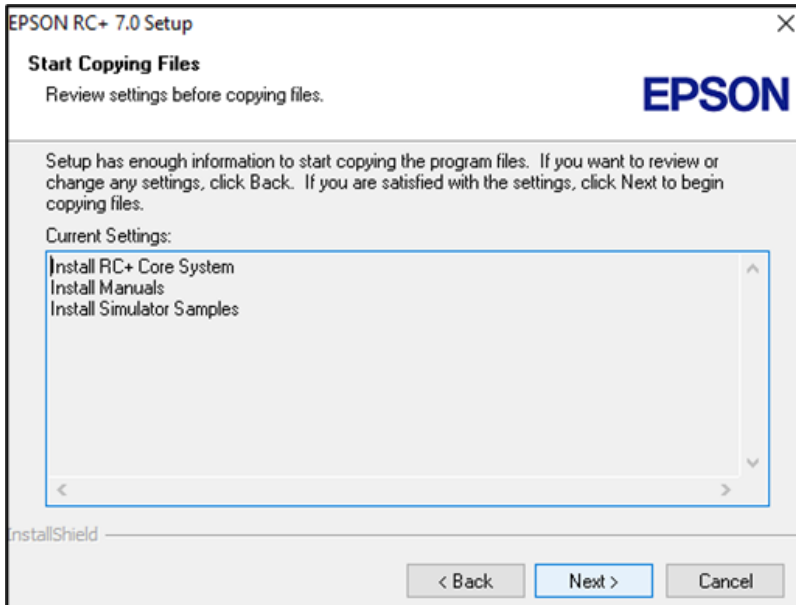 EPSON RC+ 7.0 Setup
Start Copying Files
Review settings before copying files.
EPSON
Setup has enough information to start copying the program files. If you want to review or
change any settings, click Back. If you are satisfied with the settings, click Next to begin
copying files.
Current Settings:
Install RC+ Core System
Install Manuals
Install Simulator Samples
InstallShield
< Back
Next >
Cancel